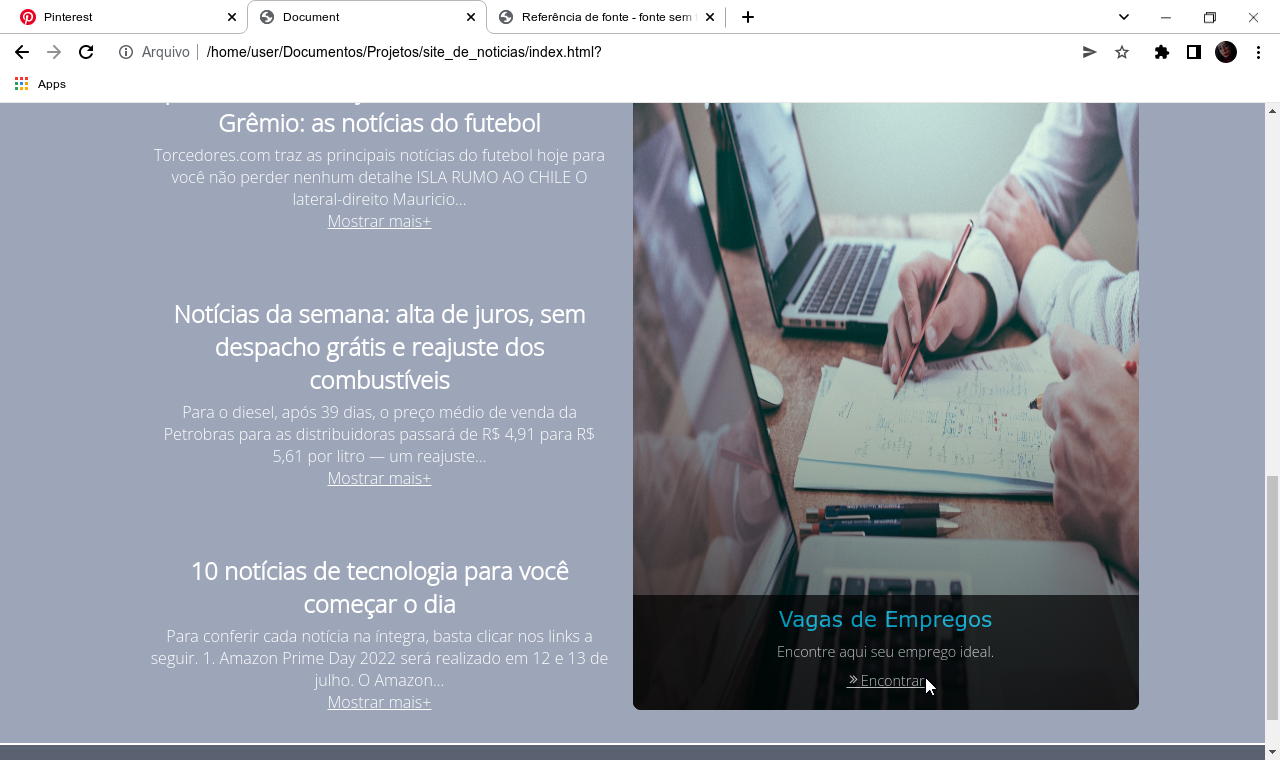 Pinterest
Document
Referência de fonte - fonte sem
Arquivo
/home/user/Documentos/Projetos/site_de_noticias/index.html?
Apps
Grêmio: as notícias do futebol
Torcedores.com traz as principais notícias do futebol hoje para
você não perder nenhum detalhe ISLA RUMO AO CHILE O
lateral-direito Mauricio...
Mostrar mais+
Notícias da semana: alta de juros, sem
despacho grátis e reajuste dos
combustíveis
Para o diesel, após 39 dias, o preço médio de venda da
Petrobras para as distribuidoras passará de R$ 4,91 para R$
5,61 por litro — um reajuste...
Mostrar mais+
10 notícias de tecnologia para você
começar o dia
Para conferir cada notícia na íntegra, basta clicar nos links a
seguir. 1. Amazon Prime Day 2022 será realizado em 12 e 13 de
julho. O Amazon...
Mostrar mais+
Vagas de Empregos
Encontre aqui seu emprego ideal.
» Encontrar